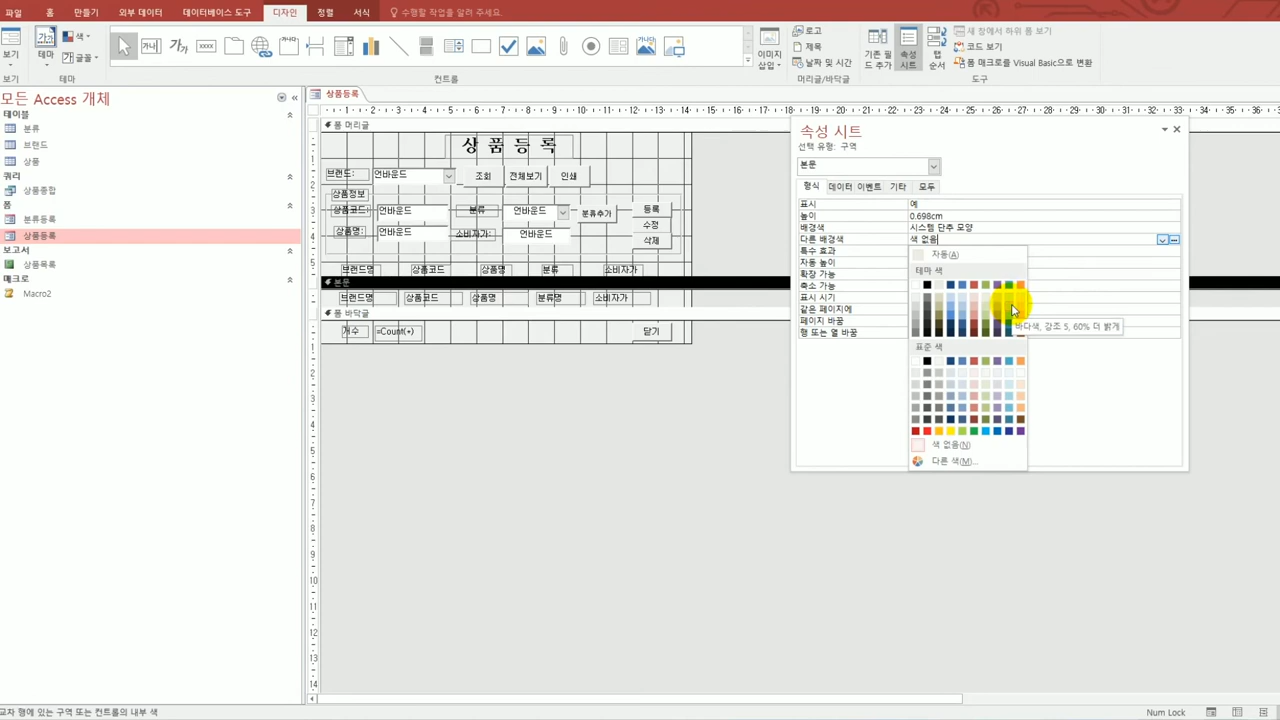 파일 홈 만들기 외부 데이터 데이터베이스 도구 디자인 정렬 서식 수행할 작업을 알려 주세요.
보기 테마 색 글꼴 이미지 삽입 로고 제목 날짜 및 시간 기존 필드 추가 속성 시트 탭 순서 새 창에서 하위 폼 보기 코드 보기 폼 매크로를 Visual Basic으로 변환
보기 테마 컨트롤 머리글/바닥글 도구
모든 Access 개체
테이블
분류
브랜드
상품
쿼리
상품종합
폼
분류등록
상품등록
보고서
상품목록
매크로
Macro2
상품등록
폼 머리글
상 품 등 록
브랜드: 언바운드 조회 전체보기 인쇄
상품정보
상품코드: 언바운드 분류 언바운드 분류추가 등록
수정
상품명: 언바운드 소비자가: 언바운드 삭제
브랜드명 상품코드 상품명 분류 소비자가
본문
브랜드명 상품코드 상품명 분류명 소비자가
폼 바닥글
개수 =Count(*) 닫기
속성 시트
선택 유형: 구역
본문
형식 데이터 이벤트 기타 모두
표시 예
높이 0.698cm
배경색 시스템 단추 모양
다른 배경색 색 없음
특수 효과
자동 높이
확장 가능
축소 가능
표시 시기
같은 페이지에
페이지 바꿈
행 또는 열 바꿈
자동(A)
테마 색
바다색, 강조 5, 60% 더 밝게
표준 색
색 없음(N)
다른 색(M)...
교차 행에 있는 구역 또는 컨트롤의 내부 색
Num Lock